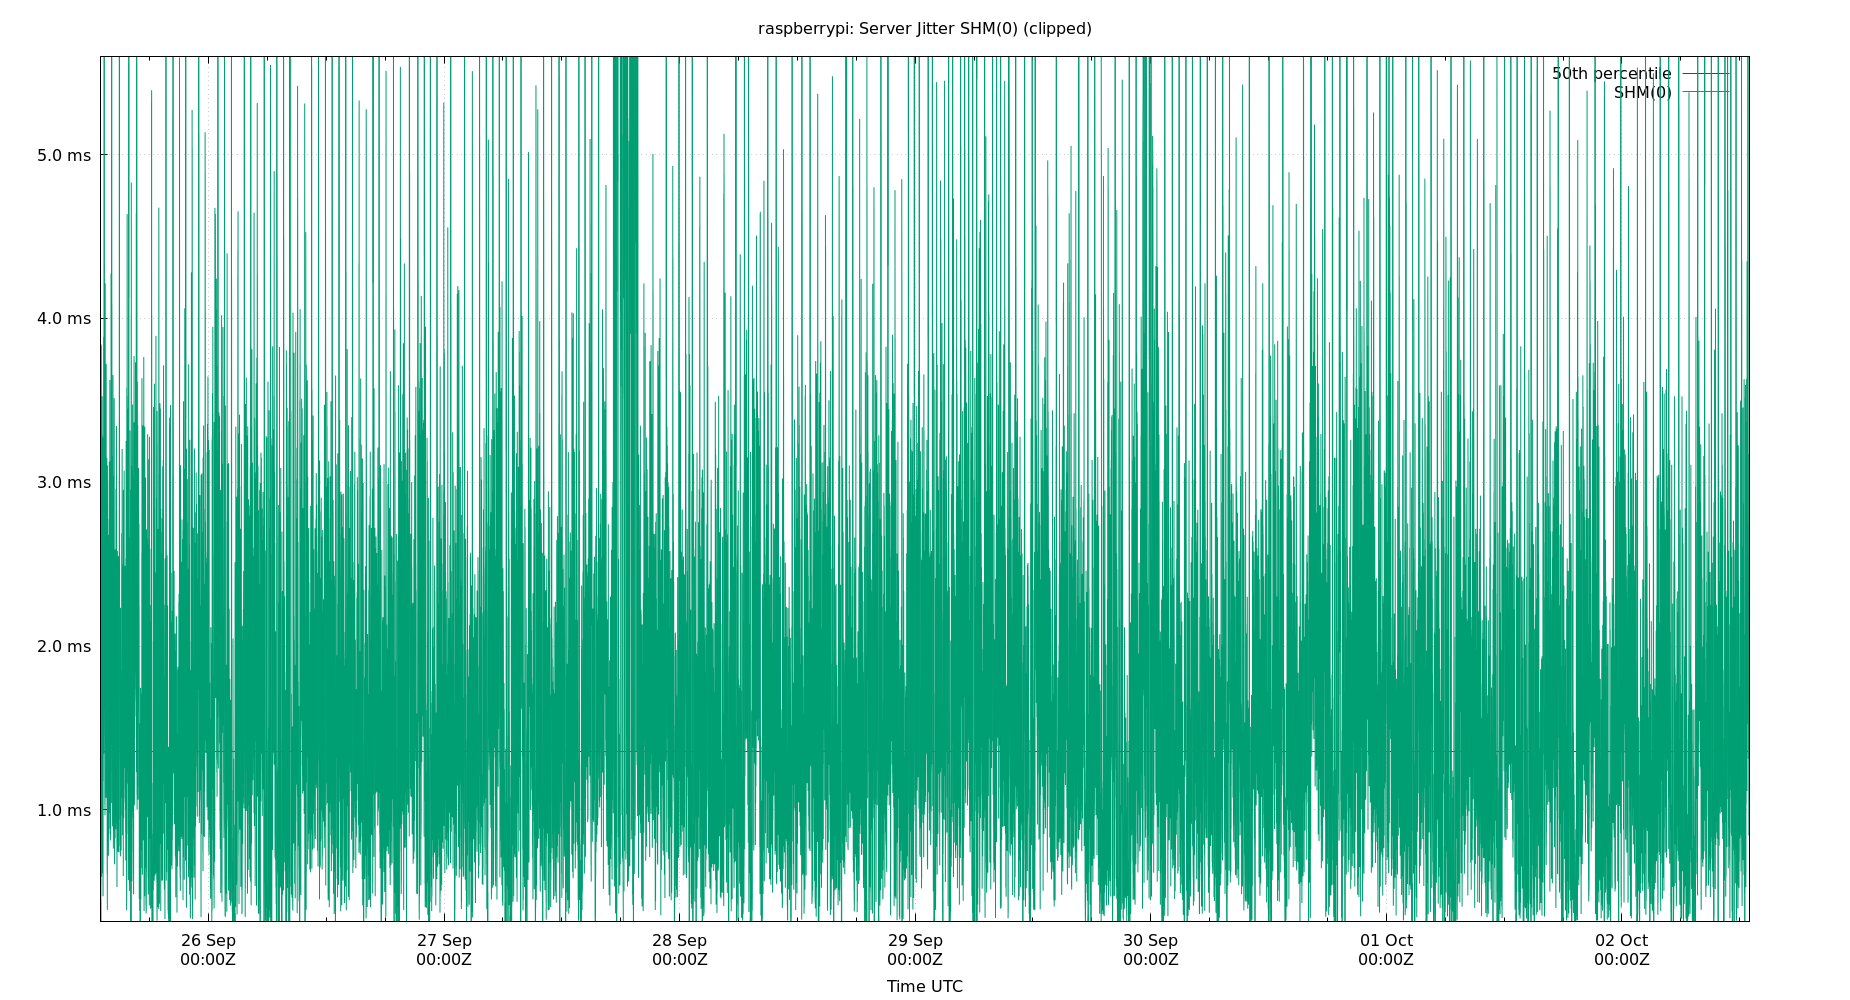 raspberrypi: Server Jitter SHM(0) (clipped)
50th percentile
SHM(0)
5.0 ms
4.0 ms
3.0 ms
2.0 ms
1.0 ms
26 Sep 27 Sep 28 Sep 29 Sep 30 Sep 01 Oct 02 Oct
00:00Z 00:00Z 00:00Z 00:00Z 00:00Z 00:00Z 00:00Z
Time UTC